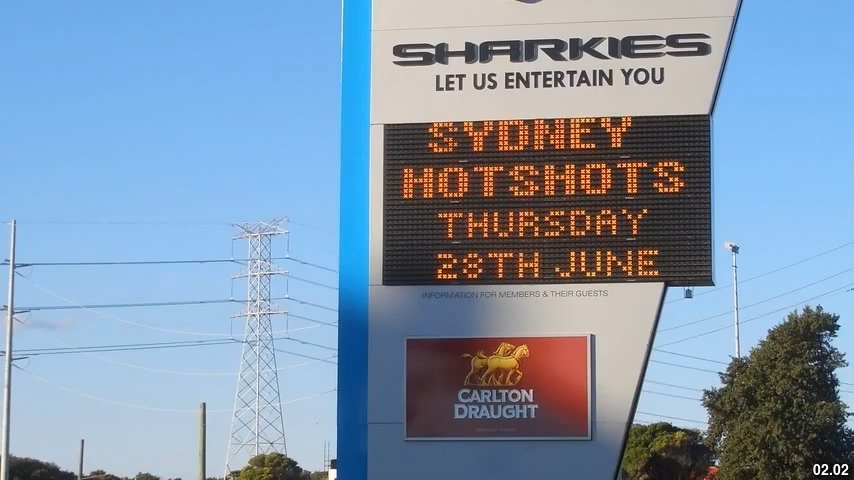 SHARKIES
LET US ENTERTAIN YOU
SYDNEY
HOTSHOTS
THURSDAY
28TH JUNE
INFORMATION FOR MEMBERS & THEIR GUESTS
CARLTON
DRAUGHT
02.02